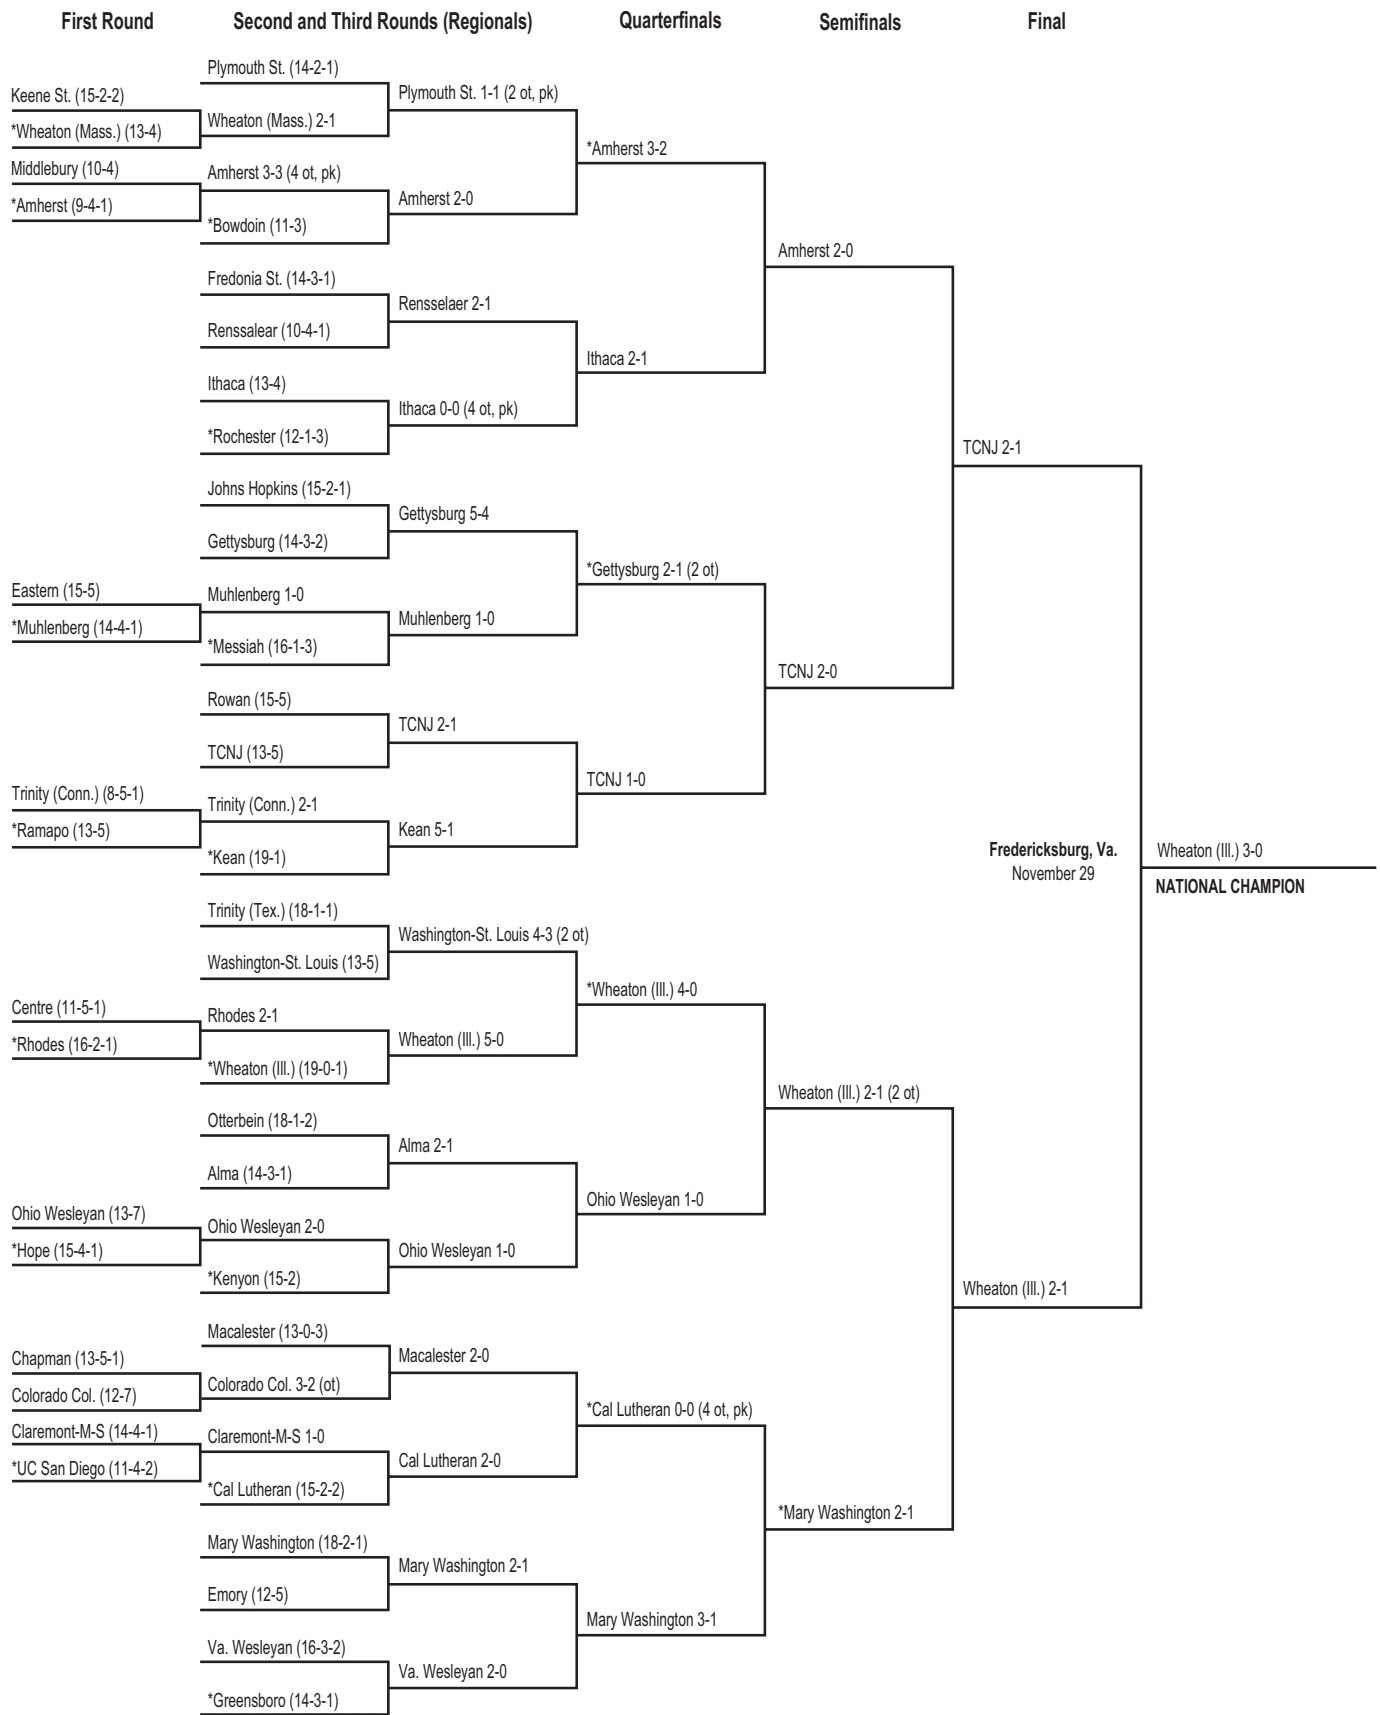 First Round
Second and Third Rounds (Regionals)
Quarterfinals
Semifinals
Final
Keene St. (15-2-2)
*Wheaton (Mass.) (13-4)
Middlebury (10-4)
*Amherst (9-4-1)
Eastern (15-5)
*Muhlenberg (14-4-1)
Trinity (Conn.) (8-5-1)
*Ramapo (13-5)
Centre (11-5-1)
*Rhodes (16-2-1)
Ohio Wesleyan (13-7)
*Hope (15-4-1)
Chapman (13-5-1)
Colorado Col. (12-7)
Claremont-M-S (14-4-1)
*UC San Diego (11-4-2)
Plymouth St. (14-2-1)
Wheaton (Mass.) 2-1
Amherst 3-3 (4 ot, pk)
*Bowdoin (11-3)
Fredonia St. (14-3-1)
Renssalear (10-4-1)
Ithaca (13-4)
*Rochester (12-1-3)
Johns Hopkins (15-2-1)
Gettysburg (14-3-2)
Muhlenberg 1-0
*Messiah (16-1-3)
Rowan (15-5)
TCNJ (13-5)
Trinity (Conn.) 2-1
*Kean (19-1)
Trinity (Tex.) (18-1-1)
Washington-St. Louis (13-5)
Rhodes 2-1
*Wheaton (Ill.) (19-0-1)
Otterbein (18-1-2)
Alma (14-3-1)
Ohio Wesleyan 2-0
*Kenyon (15-2)
Macalester (13-0-3)
Colorado Col. 3-2 (ot)
Claremont-M-S 1-0
*Cal Lutheran (15-2-2)
Mary Washington (18-2-1)
Emory (12-5)
Va. Wesleyan (16-3-2)
*Greensboro (14-3-1)
Plymouth St. 1-1 (2 ot, pk)
Amherst 2-0
Rensselaer 2-1
Ithaca 0-0 (4 ot, pk)
Gettysburg 5-4
Muhlenberg 1-0
TCNJ 2-1
Kean 5-1
Washington-St. Louis 4-3 (2 ot)
Wheaton (Ill.) 5-0
Alma 2-1
Ohio Wesleyan 1-0
Macalester 2-0
Cal Lutheran 2-0
Mary Washington 2-1
Va. Wesleyan 2-0
*Amherst 3-2
Ithaca 2-1
*Gettysburg 2-1 (2 ot)
TCNJ 1-0
*Wheaton (Ill.) 4-0
Ohio Wesleyan 1-0
*Cal Lutheran 0-0 (4 ot, pk)
Mary Washington 3-1
Amherst 2-0
TCNJ 2-0
Wheaton (Ill.) 2-1 (2 ot)
*Mary Washington 2-1
TCNJ 2-1
Wheaton (Ill.) 2-1
Fredericksburg, Va.
November 29
Wheaton (Ill.) 3-0
NATIONAL CHAMPION